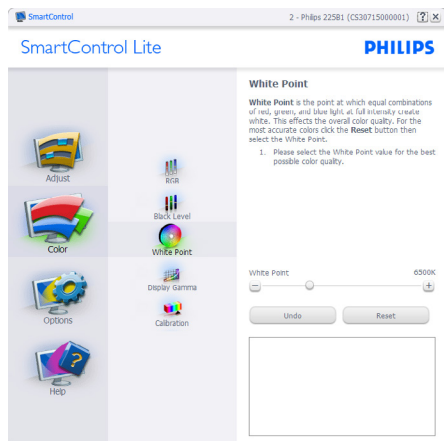 SmartControl
2 - Philips 225B1 (CS30715000001)
?
SmartControl Lite
PHILIPS
Adjust
Color
Options
Help
RGB
Black Level
White Point
Display Gamma
Calibration
White Point
White Point is the point at which equal combinations
of red, green, and blue light at full intensity create
white. This effects the overall color quality. For the
most accurate colors click the Reset button then
select the White Point.
1. Please select the White Point value for the best
possible color quality.
White Point 6500K
Undo
Reset